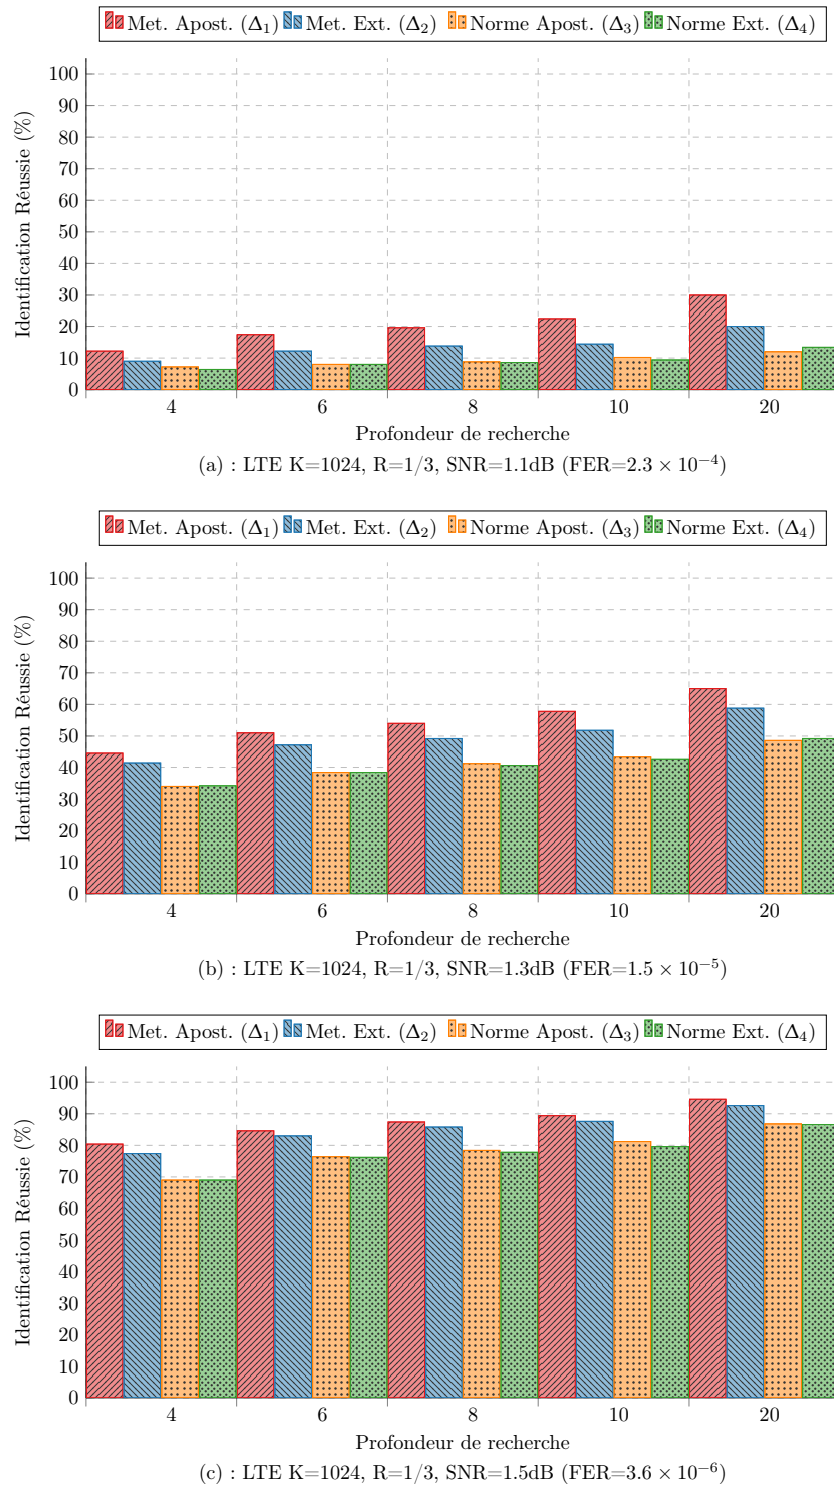 Met. Apost. (Δ₁) Met. Ext. (Δ₂) Norme Apost. (Δ₃) Norme Ext. (Δ₄)
Identification Réussie (%)
100
90
80
70
60
50
40
30
20
10
0
4 6 8 10 20
Profondeur de recherche
(a) : LTE K=1024, R=1/3, SNR=1.1dB (FER=2.3 × 10⁻⁴)
Met. Apost. (Δ₁) Met. Ext. (Δ₂) Norme Apost. (Δ₃) Norme Ext. (Δ₄)
Identification Réussie (%)
100
90
80
70
60
50
40
30
20
10
0
4 6 8 10 20
Profondeur de recherche
(b) : LTE K=1024, R=1/3, SNR=1.3dB (FER=1.5 × 10⁻⁵)
Met. Apost. (Δ₁) Met. Ext. (Δ₂) Norme Apost. (Δ₃) Norme Ext. (Δ₄)
Identification Réussie (%)
100
90
80
70
60
50
40
30
20
10
0
4 6 8 10 20
Profondeur de recherche
(c) : LTE K=1024, R=1/3, SNR=1.5dB (FER=3.6 × 10⁻⁶)